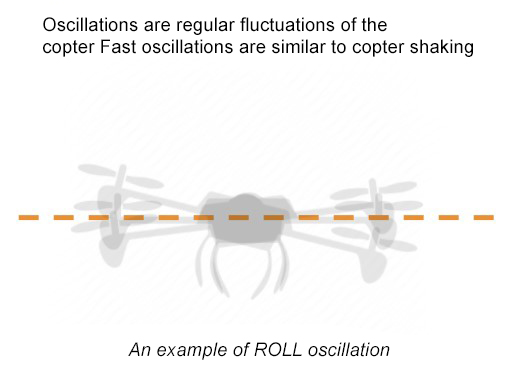 Oscillations are regular fluctuations of the
copter Fast oscillations are similar to copter shaking
An example of ROLL oscillation